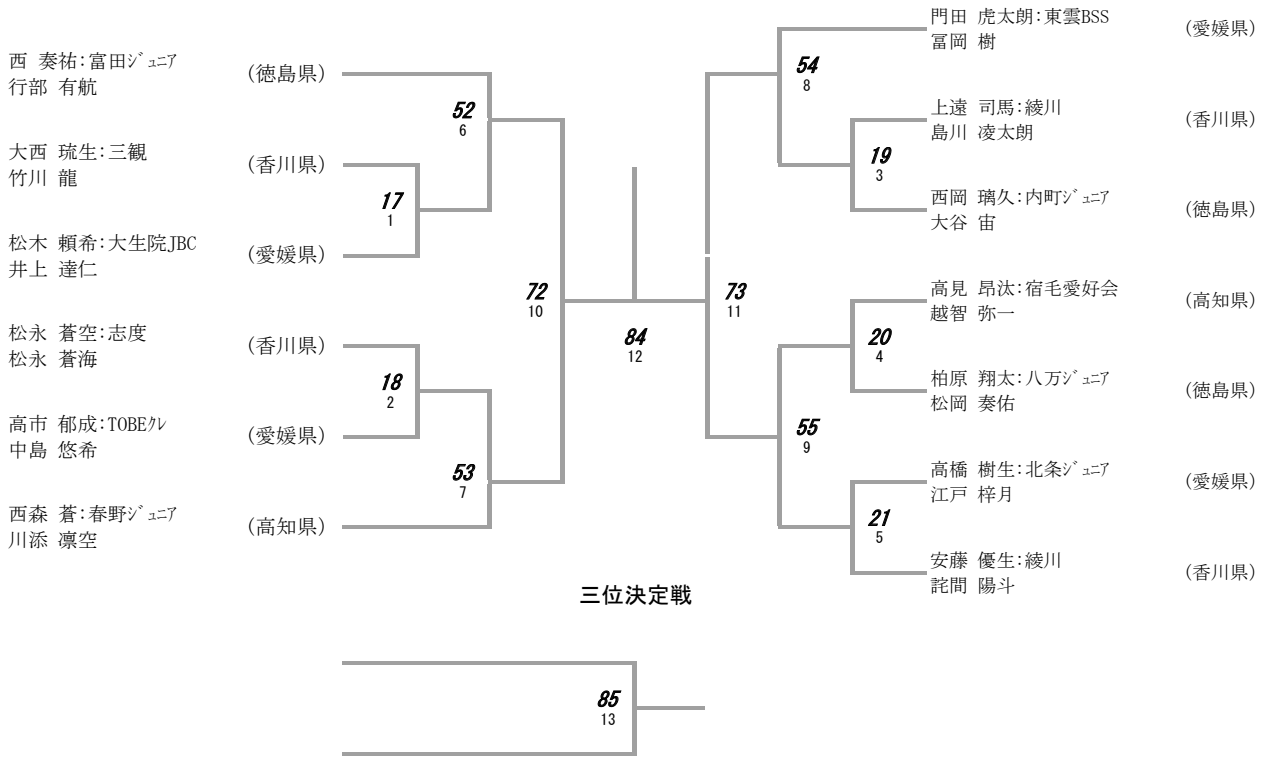 西 奏祐:富田ｼﾞｭﾆｱ
行部 有航
(徳島県)
52
6
大西 琉生:三観
竹川 龍
(香川県)
17
1
松木 頼希:大生院JBC
井上 達仁
(愛媛県)
72
10
松永 蒼空:志度
松永 蒼海
(香川県)
18
2
高市 郁成:TOBEｸﾚ
中島 悠希
(愛媛県)
53
7
西森 蒼:春野ｼﾞｭﾆｱ
川添 凛空
(高知県)
84
12
門田 虎太朗:東雲BSS
冨岡 樹
(愛媛県)
54
8
上遠 司馬:綾川
島川 凌太朗
(香川県)
19
3
西岡 璃久:内町ｼﾞｭﾆｱ
大谷 宙
(徳島県)
73
11
高見 昂汰:宿毛愛好会
越智 弥一
(高知県)
20
4
柏原 翔太:八万ｼﾞｭﾆｱ
松岡 奏佑
(徳島県)
55
9
高橋 樹生:北条ｼﾞｭﾆｱ
江戸 梓月
(愛媛県)
21
5
安藤 優生:綾川
詫間 陽斗
(香川県)
三位決定戦
85
13